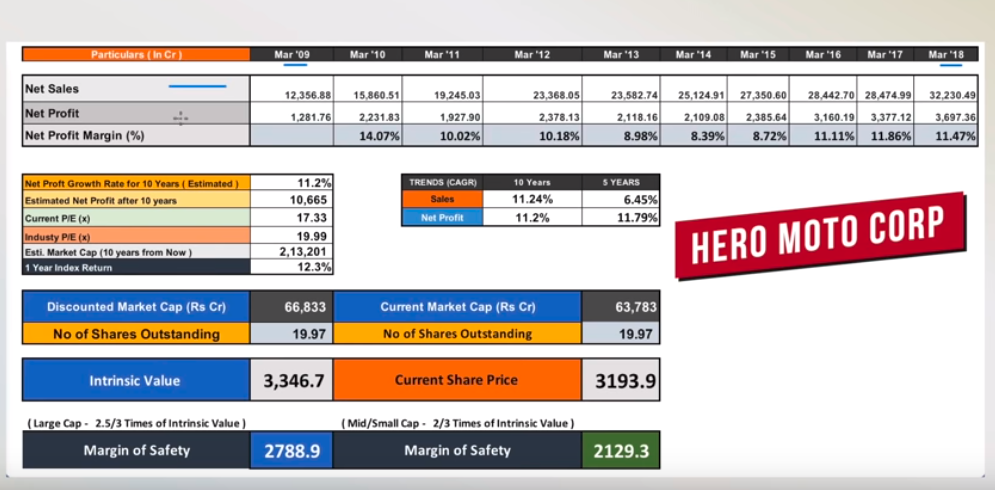 Particulars ( In Cr ) Mar '09 Mar '10 Mar '11 Mar '12 Mar '13 Mar '14 Mar '15 Mar '16 Mar '17 Mar '18
Net Sales 12,356.88 15,860.51 19,245.03 23,368.05 23,582.74 25,124.91 27,350.60 28,442.70 28,474.99 32,230.49
Net Profit 1,281.76 2,231.83 1,927.90 2,378.13 2,118.16 2,109.08 2,385.64 3,160.19 3,377.12 3,697.36
Net Profit Margin (%) 14.07% 10.02% 10.18% 8.98% 8.39% 8.72% 11.11% 11.86% 11.47%
Net Proft Growth Rate for 10 Years ( Estimated ) 11.2%
Estimated Net Profit after 10 years 10,665
Current P/E (x) 17.33
Industy P/E (x) 19.99
Esti. Market Cap (10 years from Now ) 2,13,201
1 Year Index Return 12.3%
TRENDS (CAGR) 10 Years 5 YEARS
Sales 11.24% 6.45%
Net Profit 11.2% 11.79%
HERO MOTO CORP
Discounted Market Cap (Rs Cr) 66,833 Current Market Cap (Rs Cr) 63,783
No of Shares Outstanding 19.97 No of Shares Outstanding 19.97
Intrinsic Value 3,346.7 Current Share Price 3193.9
( Large Cap - 2.5/3 Times of Intrinsic Value ) ( Mid/Small Cap - 2/3 Times of Intrinsic Value )
Margin of Safety 2788.9 Margin of Safety 2129.3